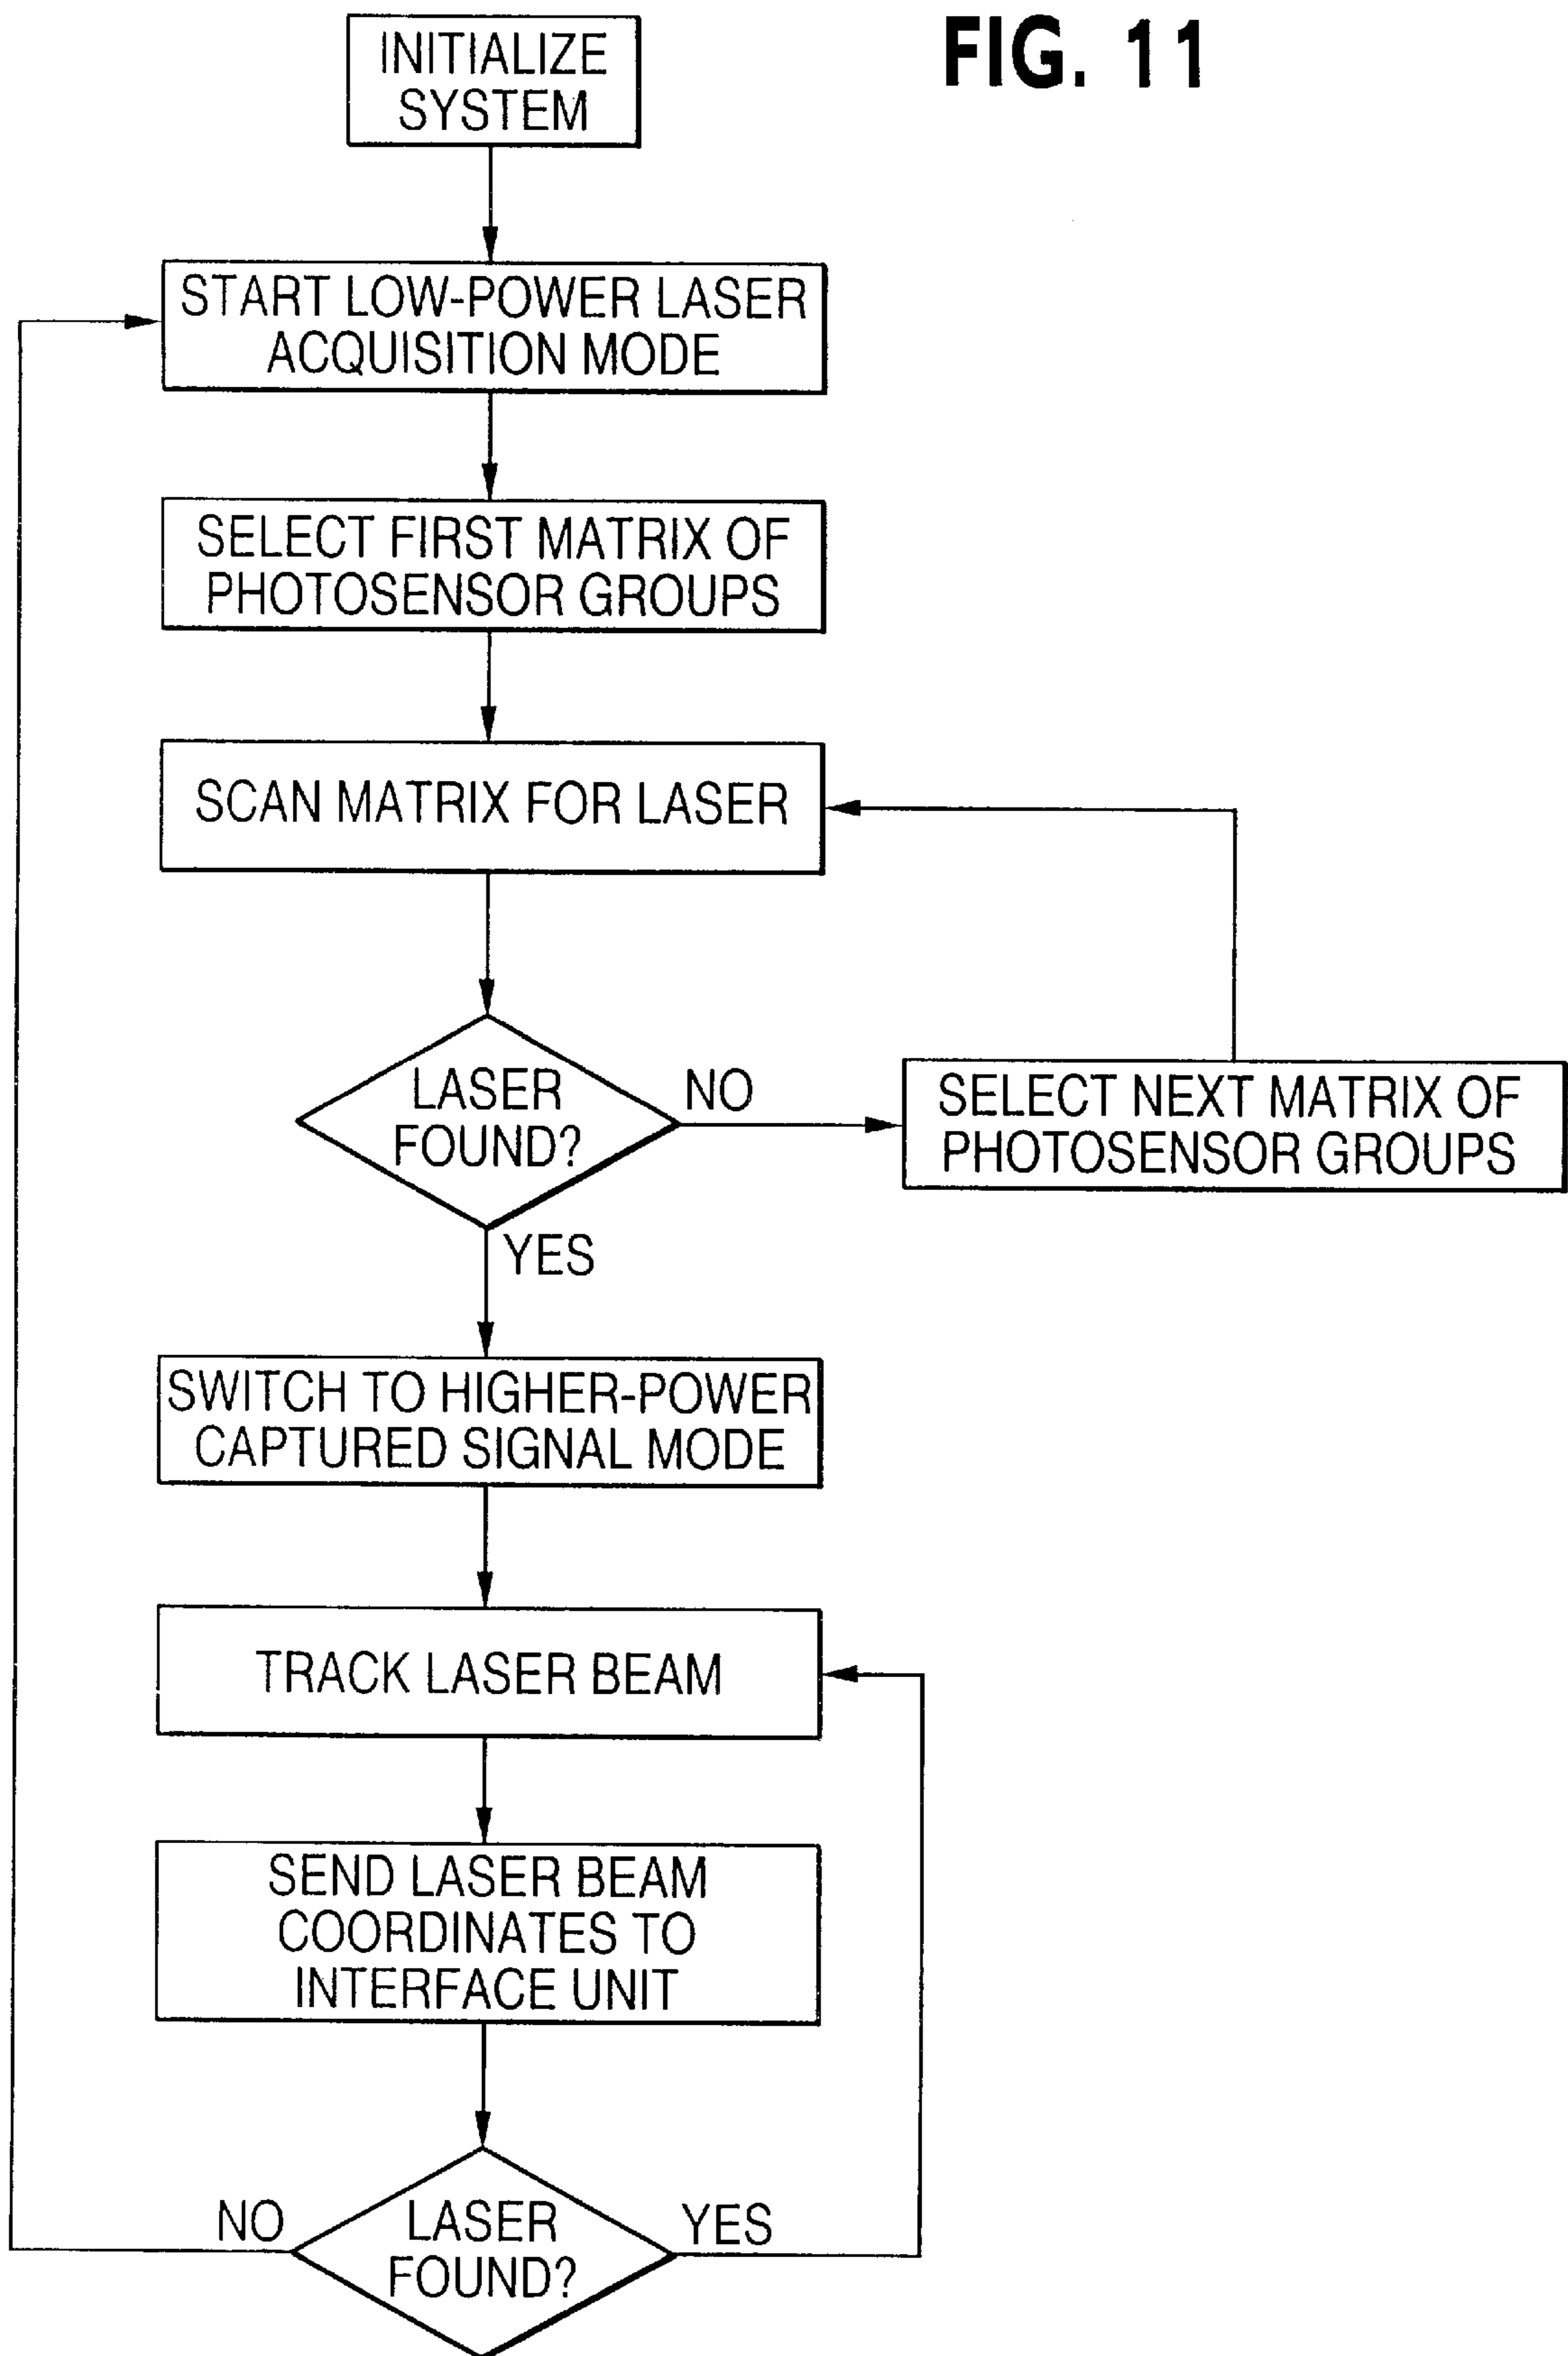 FIG. 11
INITIALIZE
SYSTEM
START LOW-POWER LASER
ACQUISITION MODE
SELECT FIRST MATRIX OF
PHOTOSENSOR GROUPS
SCAN MATRIX FOR LASER
LASER
FOUND?
NO
SELECT NEXT MATRIX OF
PHOTOSENSOR GROUPS
YES
SWITCH TO HIGHER-POWER
CAPTURED SIGNAL MODE
TRACK LASER BEAM
SEND LASER BEAM
COORDINATES TO
INTERFACE UNIT
NO
LASER
FOUND?
YES